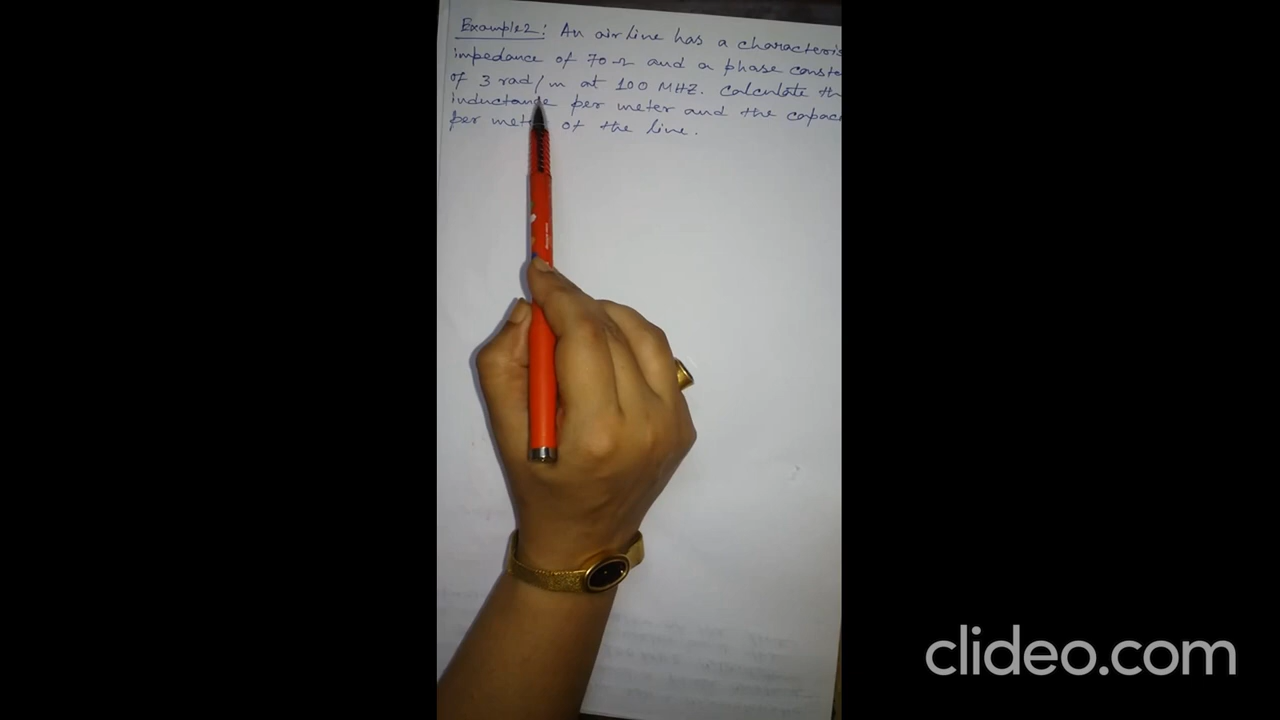 Example2: An air line has a characteris
impedance of 70 Ω and a phase consta
of 3 rad/m at 100 MHZ. Calculate th
inductance per meter and the capac
per meter of the line.
clideo.com